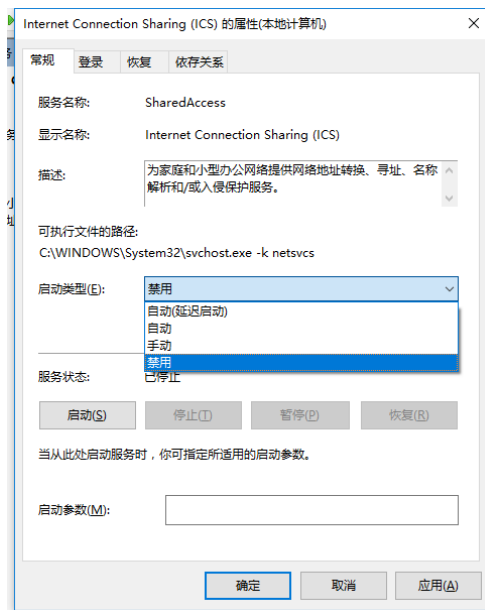 Internet Connection Sharing (ICS) 的属性(本地计算机)
常规 登录 恢复 依存关系
服务名称: SharedAccess
显示名称: Internet Connection Sharing (ICS)
描述: 为家庭和小型办公网络提供网络地址转换、寻址、名称
解析和/或入侵保护服务。
可执行文件的路径:
C:\WINDOWS\System32\svchost.exe -k netsvcs
启动类型(E): 禁用
自动(延迟启动)
自动
手动
禁用
服务状态: 已停止
启动(S) 停止(T) 暂停(P) 恢复(R)
当从此处启动服务时，你可指定所适用的启动参数。
启动参数(M):
确定 取消 应用(A)